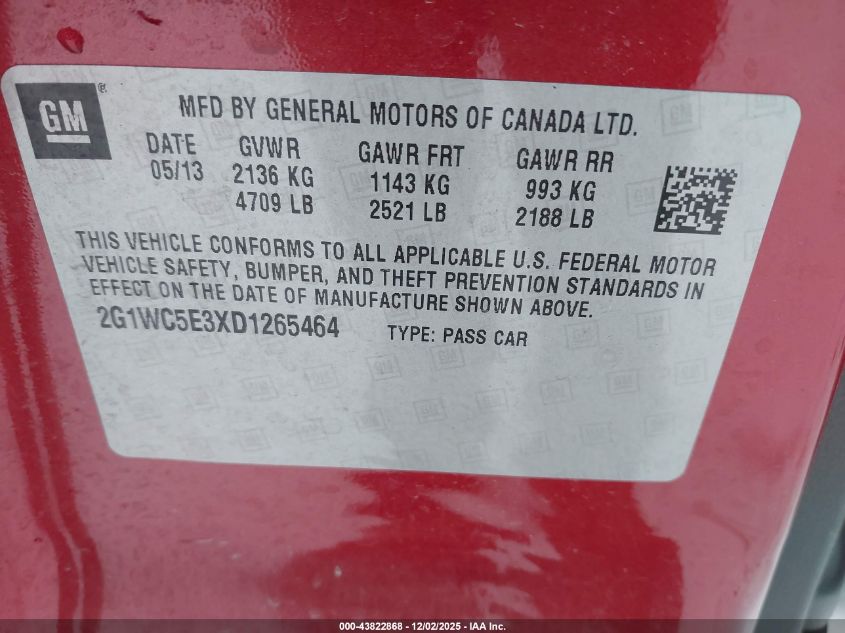 GM ®
MFD BY GENERAL MOTORS OF CANADA LTD.
DATE GVWR GAWR FRT GAWR RR
05/13 2136 KG 1143 KG 993 KG
4709 LB 2521 LB 2188 LB
THIS VEHICLE CONFORMS TO ALL APPLICABLE U.S. FEDERAL MOTOR
VEHICLE SAFETY, BUMPER, AND THEFT PREVENTION STANDARDS IN
EFFECT ON THE DATE OF MANUFACTURE SHOWN ABOVE.
2G1WC5E3XD1265464 TYPE: PASS CAR
000-43822868 - 12/02/2025 - IAA Inc.